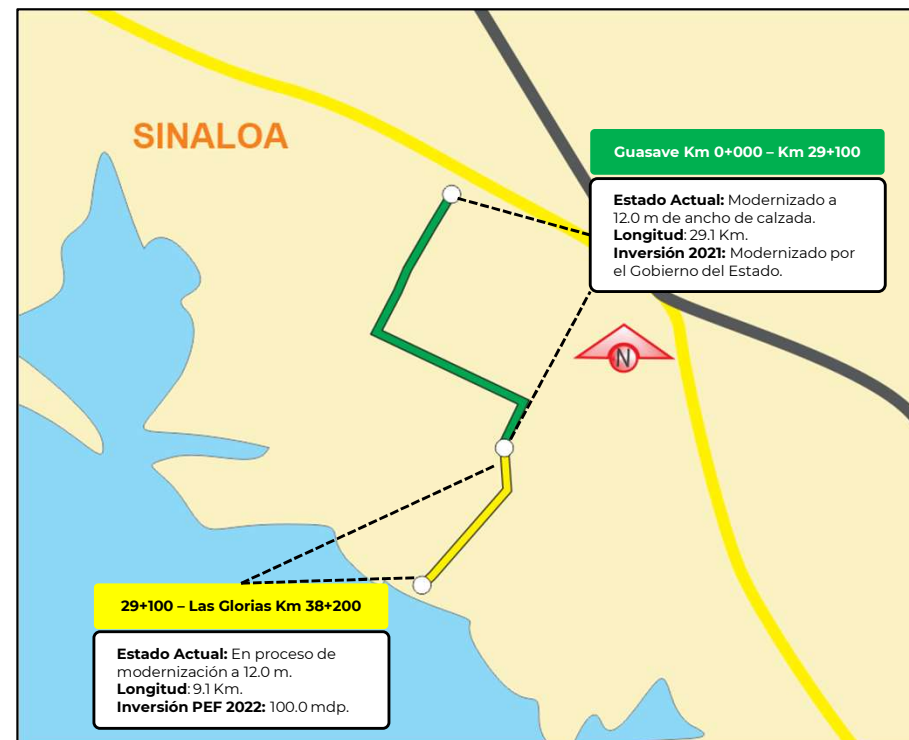 SINALOA
Guasave Km 0+000 – Km 29+100
Estado Actual: Modernizado a
12.0 m de ancho de calzada.
Longitud: 29.1 Km.
Inversión 2021: Modernizado por
el Gobierno del Estado.
N
29+100 – Las Glorias Km 38+200
Estado Actual: En proceso de
modernización a 12.0 m.
Longitud: 9.1 Km.
Inversión PEF 2022: 100.0 mdp.